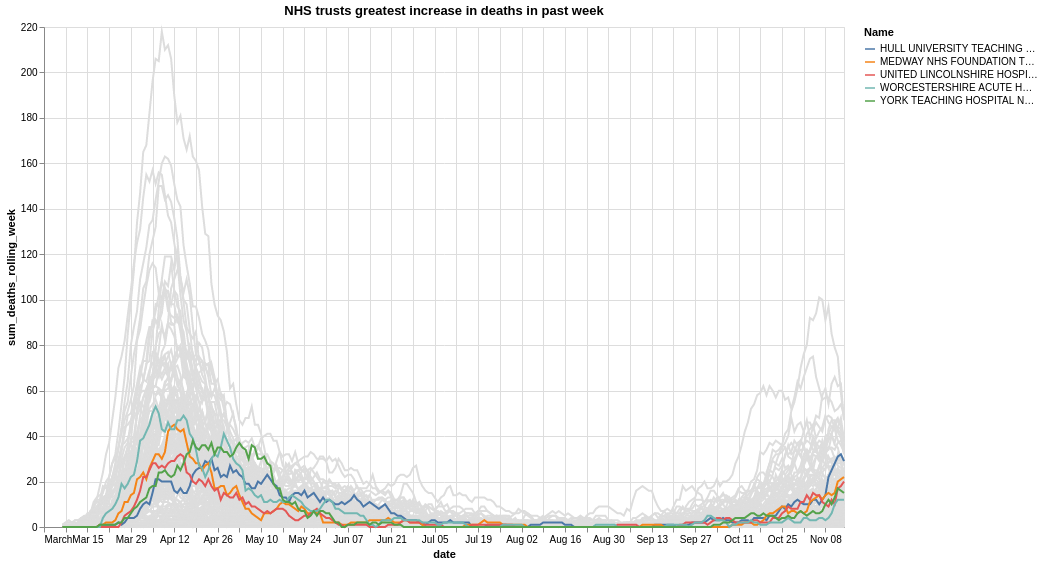 NHS trusts greatest increase in deaths in past week
Name
HULL UNIVERSITY TEACHING …
MEDWAY NHS FOUNDATION T…
UNITED LINCOLNSHIRE HOSPI…
WORCESTERSHIRE ACUTE H…
YORK TEACHING HOSPITAL N…
sum_deaths_rolling_week
220
200
180
160
140
120
100
80
60
40
20
0
March Mar 15 Mar 29 Apr 12 Apr 26 May 10 May 24 Jun 07 Jun 21 Jul 05 Jul 19 Aug 02 Aug 16 Aug 30 Sep 13 Sep 27 Oct 11 Oct 25 Nov 08
date